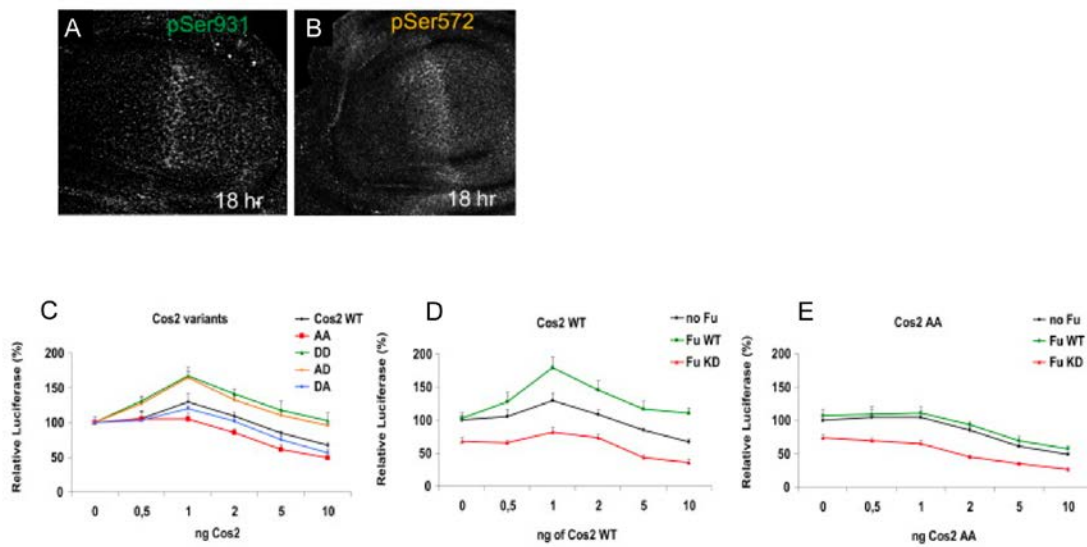 A
pSer931
18 hr
B
pSer572
18 hr
C
Cos2 variants
Cos2 WT
AA
DD
AD
DA
Relative Luciferase (%)
200
150
100
50
0
0 0,5 1 2 5 10
ng Cos2
D
Cos2 WT
no Fu
Fu WT
Fu KD
Relative Luciferase (%)
200
150
100
50
0
0 0,5 1 2 5 10
ng of Cos2 WT
E
Cos2 AA
no Fu
Fu WT
Fu KD
Relative Luciferase (%)
200
150
100
50
0
0 0,5 1 2 5 10
ng Cos2 AA